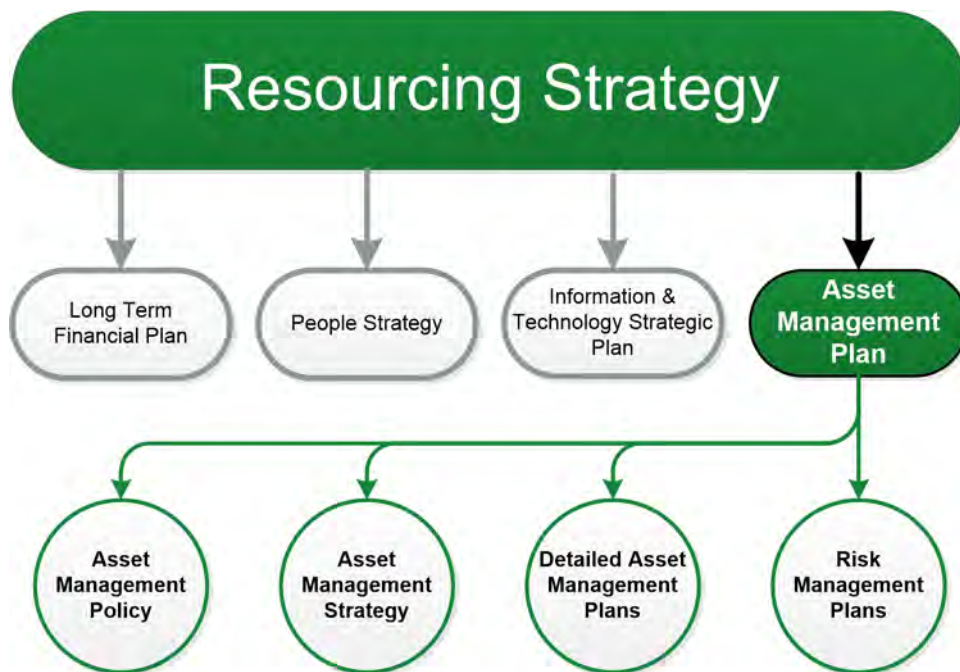 Resourcing Strategy
Long Term
Financial Plan
People Strategy
Information &
Technology Strategic
Plan
Asset
Management
Plan
Asset
Management
Policy
Asset
Management
Strategy
Detailed Asset
Management
Plans
Risk
Management
Plans